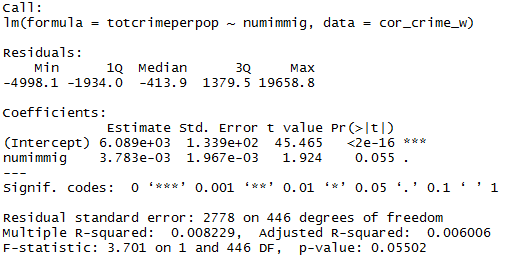 Call:
lm(formula = totcrimeperpop ~ numimmig, data = cor_crime_w)
Residuals:
    Min      1Q  Median      3Q     Max
-4998.1 -1934.0  -413.9  1379.5 19658.8
Coefficients:
             Estimate Std. Error t value Pr(>|t|)
(Intercept) 6.089e+03  1.339e+02  45.465   <2e-16 ***
numimmig    3.783e-03  1.967e-03   1.924    0.055 .
---
Signif. codes:  0 ‘***’ 0.001 ‘**’ 0.01 ‘*’ 0.05 ‘.’ 0.1 ‘ ’ 1
Residual standard error: 2778 on 446 degrees of freedom
Multiple R-squared:  0.008229,  Adjusted R-squared:  0.006006
F-statistic: 3.701 on 1 and 446 DF,  p-value: 0.05502